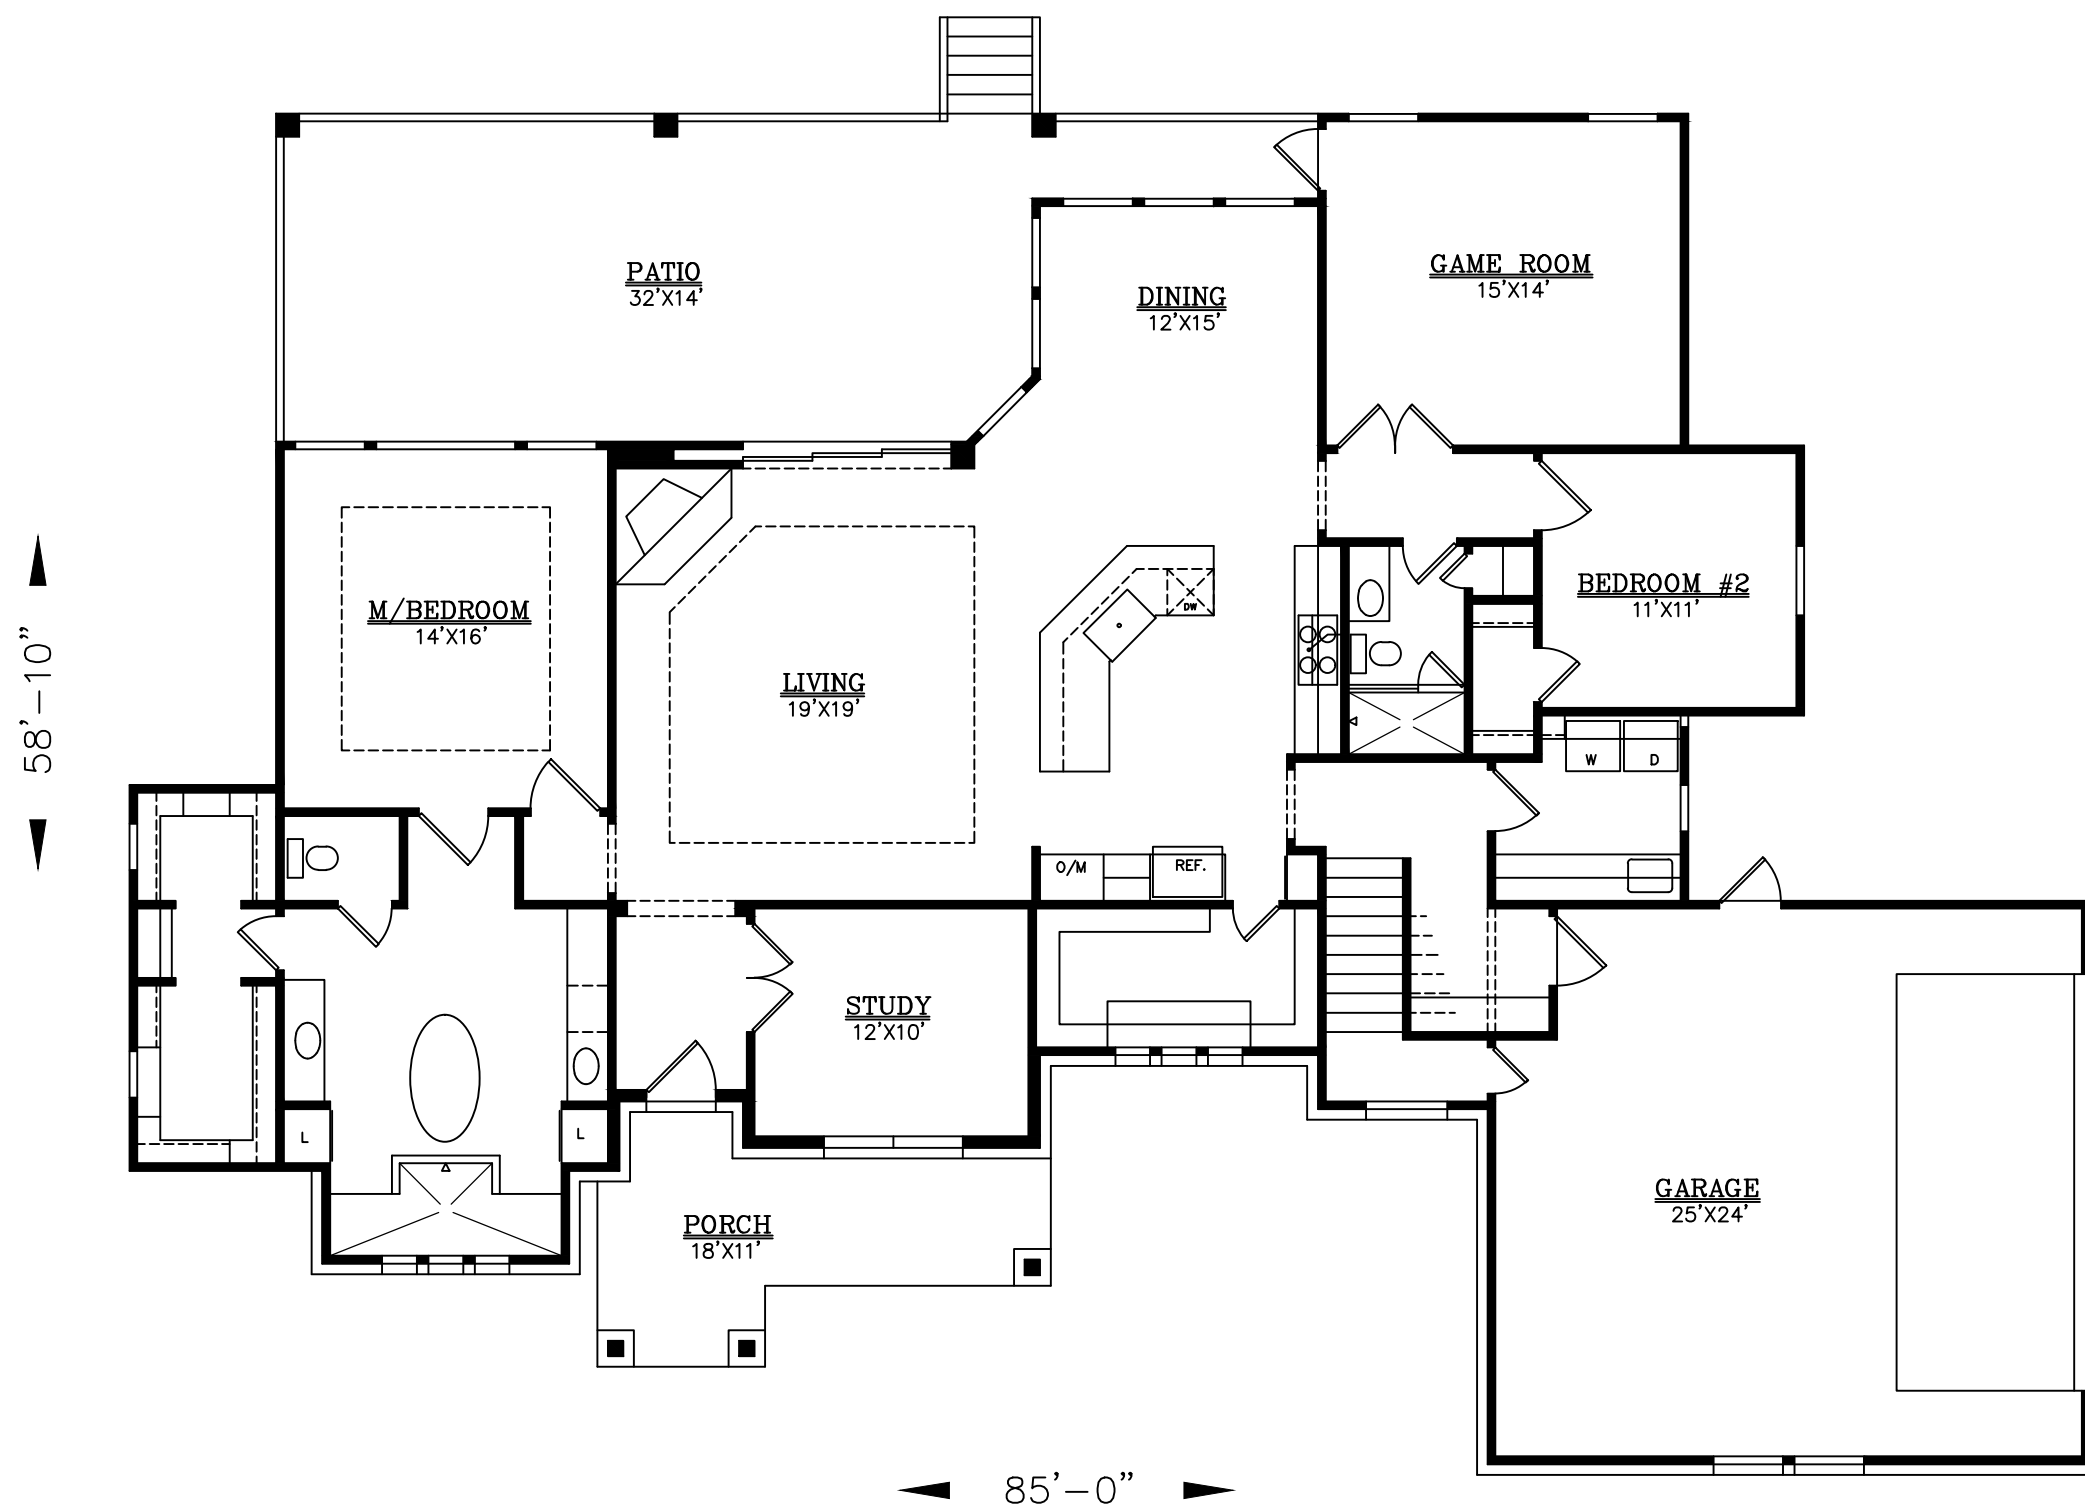 PATIO
32'X14'
GAME ROOM
15'X14'
DINING
12'X15'
M/BEDROOM
14'X16'
BEDROOM #2
11'X11'
DW
LIVING
19'X19'
58'-10"
W
D
O/M
REF.
STUDY
12'X10'
L
L
GARAGE
25'X24'
PORCH
18'X11'
85'-0"